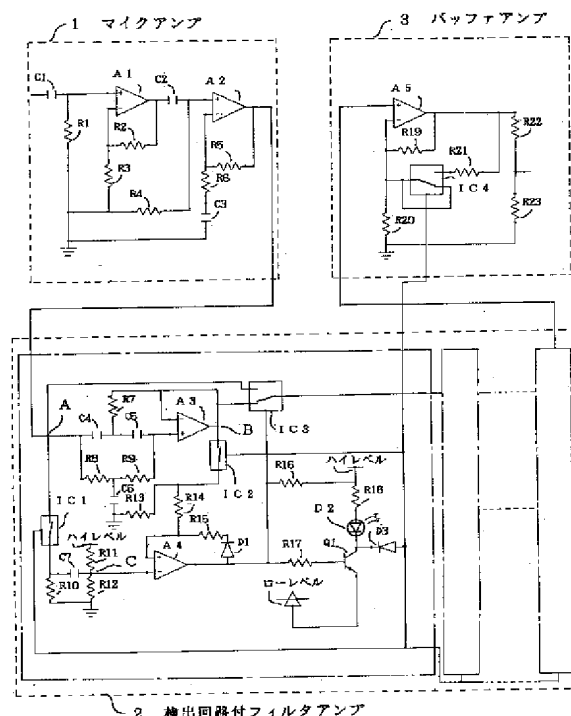 1 マイクアンプ
3 バッファアンプ
C1
A1
C2
A2
R1
R2
R3
R4
R5
R6
C3
A5
R19
R21
IC4
R20
R22
R23
A
R7
C4
C5
A3
B
IC3
R8
R9
C6
R13
IC1
IC2
R14
R15
D1
A4
ハイレベル
R11
C7
C
R10
R12
R16
ハイレベル
R18
D2
D3
R17
Q1
ローレベル
2 検出回路付フィルタアンプ